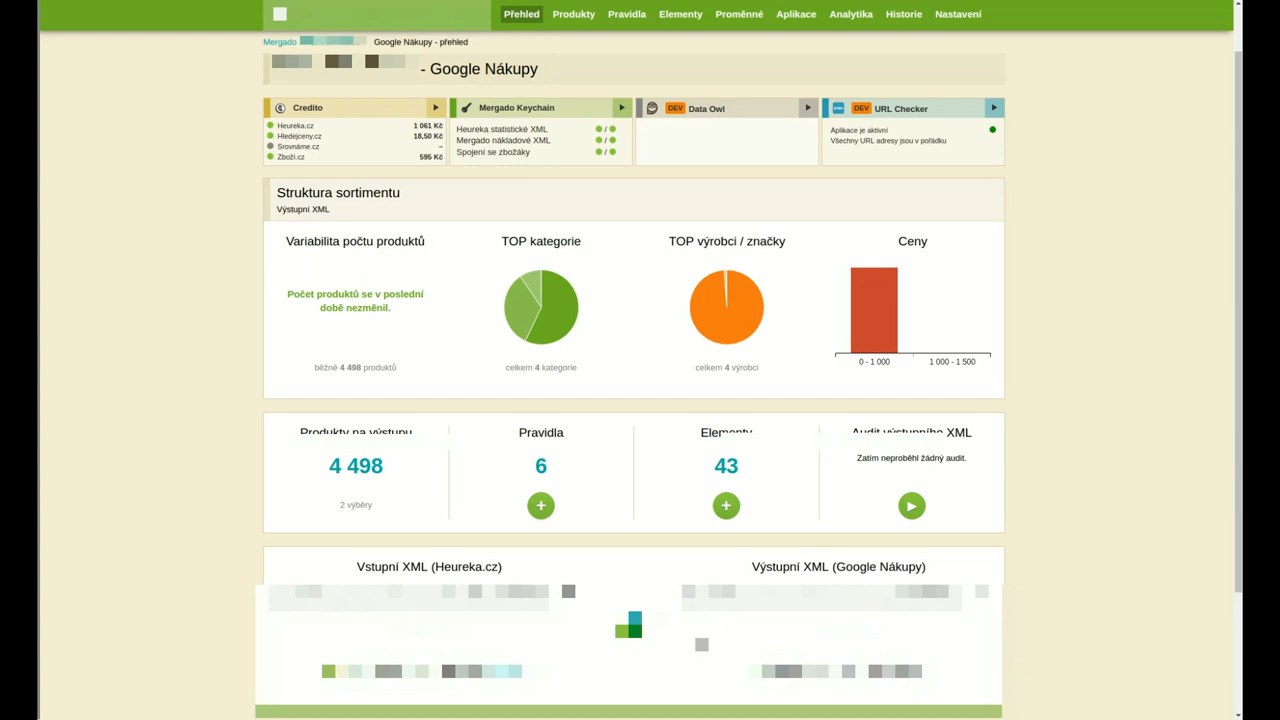 Přehled Produkty Pravidla Elementy Proměnné Aplikace Analytika Historie Nastavení
Mergado Google Nákupy - přehled
- Google Nákupy
Credito
Heureka.cz 1 061 Kč
Hledejceny.cz 18,50 Kč
Srovnáme.cz –
Zboží.cz 595 Kč
Mergado Keychain
Heureka statistické XML /
Mergado nákladové XML /
Spojení se zbožáky /
DEV Data Owl
DEV URL Checker
Aplikace je aktivní
Všechny URL adresy jsou v pořádku
Struktura sortimentu
Výstupní XML
Variabilita počtu produktů
Počet produktů se v poslední
době nezměnil.
běžně 4 498 produktů
TOP kategorie
celkem 4 kategorie
TOP výrobci / značky
celkem 4 výrobci
Ceny
0 - 1 000 1 000 - 1 500
Produkty na výstupu
4 498
2 výběry
Pravidla
6
+
Elementy
43
+
Audit výstupního XML
Zatím neproběhl žádný audit.
Vstupní XML (Heureka.cz)
Výstupní XML (Google Nákupy)